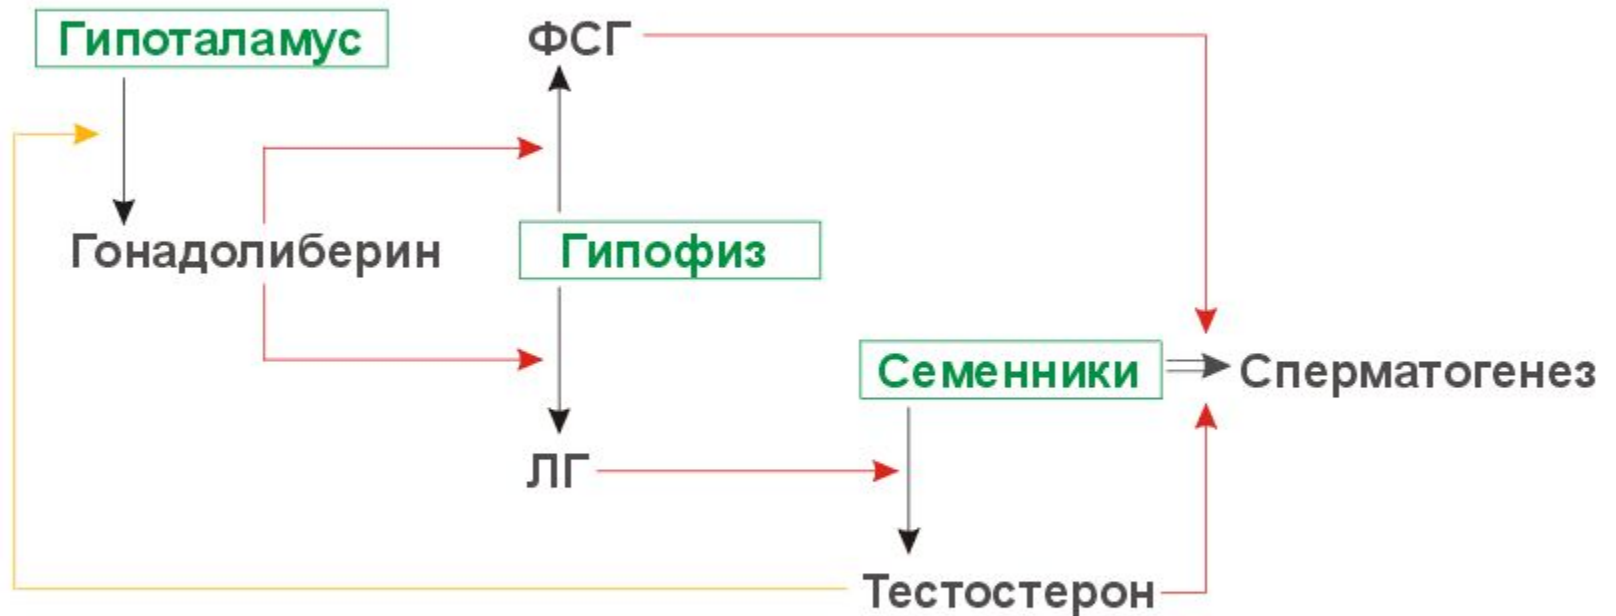 Гипоталамус
ФСГ
Гонадолиберин
Гипофиз
Семенники
Сперматогенез
ЛГ
Тестостерон